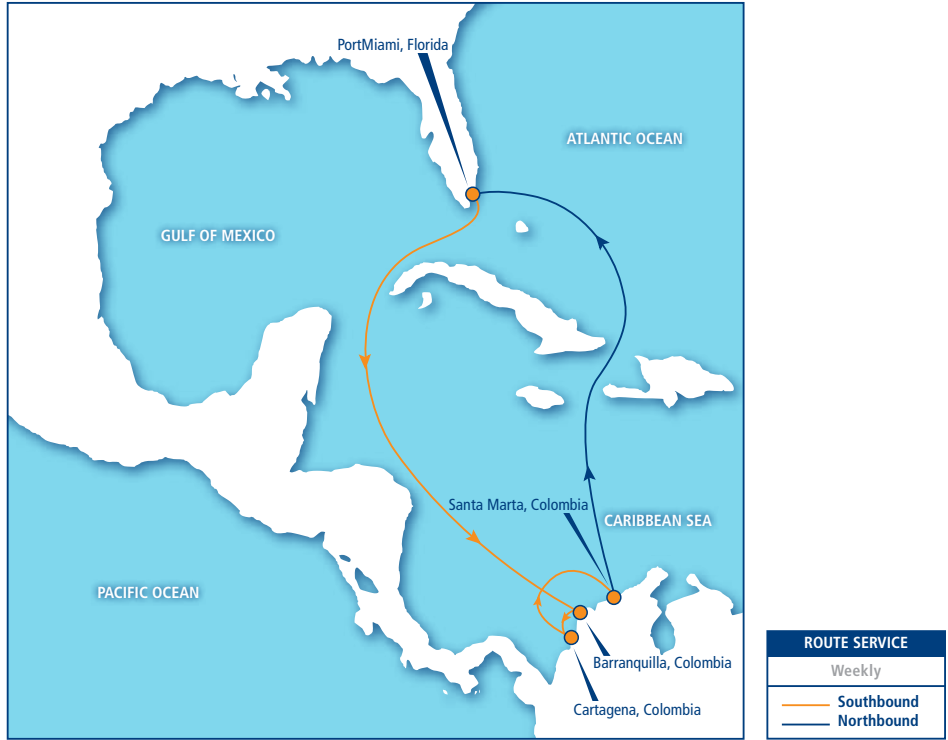 PortMiami, Florida
ATLANTIC OCEAN
GULF OF MEXICO
Santa Marta, Colombia
CARIBBEAN SEA
PACIFIC OCEAN
Barranquilla, Colombia
Cartagena, Colombia
ROUTE SERVICE
Weekly
Southbound
Northbound